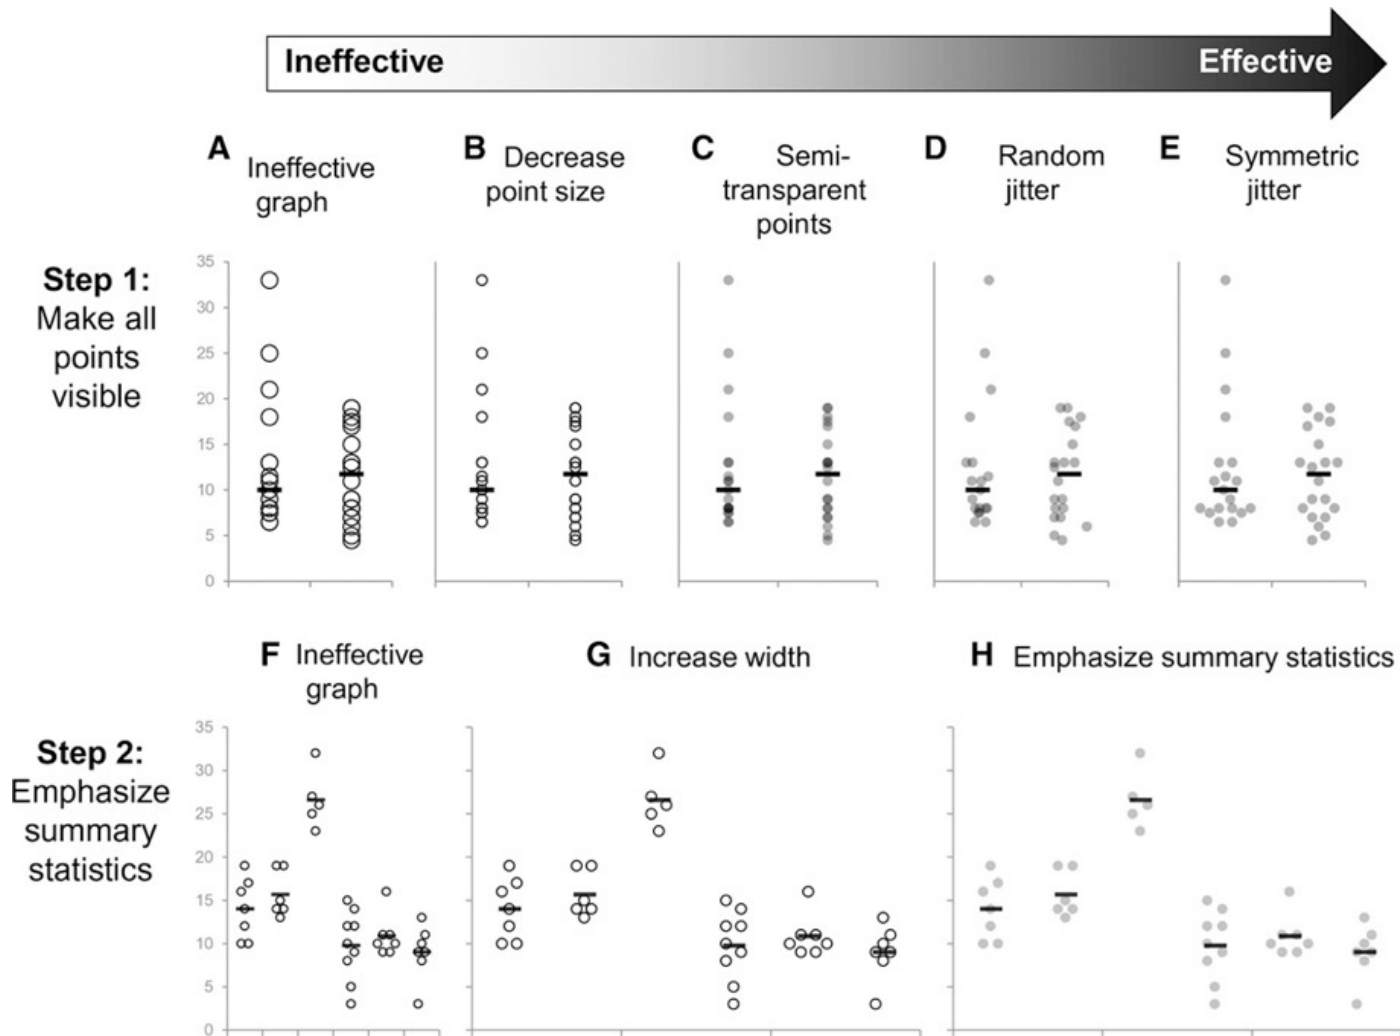 Ineffective
Effective
A Ineffective
graph
B Decrease
point size
C Semi-
transparent
points
D Random
jitter
E Symmetric
jitter
Step 1:
Make all
points
visible
35
30
25
20
15
10
5
0
F Ineffective
graph
G Increase width
H Emphasize summary statistics
Step 2:
Emphasize
summary
statistics
35
30
25
20
15
10
5
0